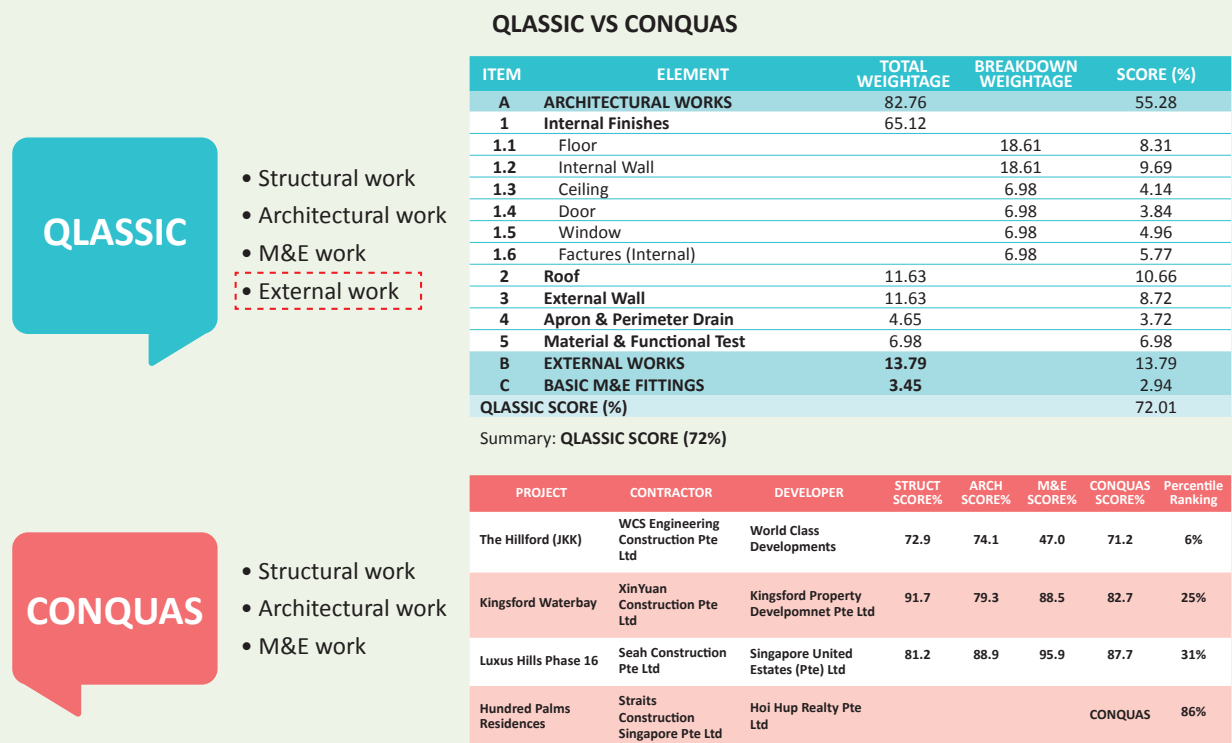 QLASSIC VS CONQUAS
QLASSIC
• Structural work
• Architectural work
• M&E work
• External work
ITEM ELEMENT TOTAL WEIGHTAGE BREAKDOWN WEIGHTAGE SCORE (%)
A ARCHITECTURAL WORKS 82.76 55.28
1 Internal Finishes 65.12
1.1 Floor 18.61 8.31
1.2 Internal Wall 18.61 9.69
1.3 Ceiling 6.98 4.14
1.4 Door 6.98 3.84
1.5 Window 6.98 4.96
1.6 Factures (Internal) 6.98 5.77
2 Roof 11.63 10.66
3 External Wall 11.63 8.72
4 Apron & Perimeter Drain 4.65 3.72
5 Material & Functional Test 6.98 6.98
B EXTERNAL WORKS 13.79 13.79
C BASIC M&E FITTINGS 3.45 2.94
QLASSIC SCORE (%) 72.01
Summary: QLASSIC SCORE (72%)
CONQUAS
• Structural work
• Architectural work
• M&E work
PROJECT CONTRACTOR DEVELOPER STRUCT SCORE% ARCH SCORE% M&E SCORE% CONQUAS SCORE% Percentile Ranking
The Hillford (JKK) WCS Engineering Construction Pte Ltd World Class Developments 72.9 74.1 47.0 71.2 6%
Kingsford Waterbay XinYuan Construction Pte Ltd Kingsford Property Develpomnet Pte Ltd 91.7 79.3 88.5 82.7 25%
Luxus Hills Phase 16 Seah Construction Pte Ltd Singapore United Estates (Pte) Ltd 81.2 88.9 95.9 87.7 31%
Hundred Palms Residences Straits Construction Singapore Pte Ltd Hoi Hup Realty Pte Ltd CONQUAS 86%